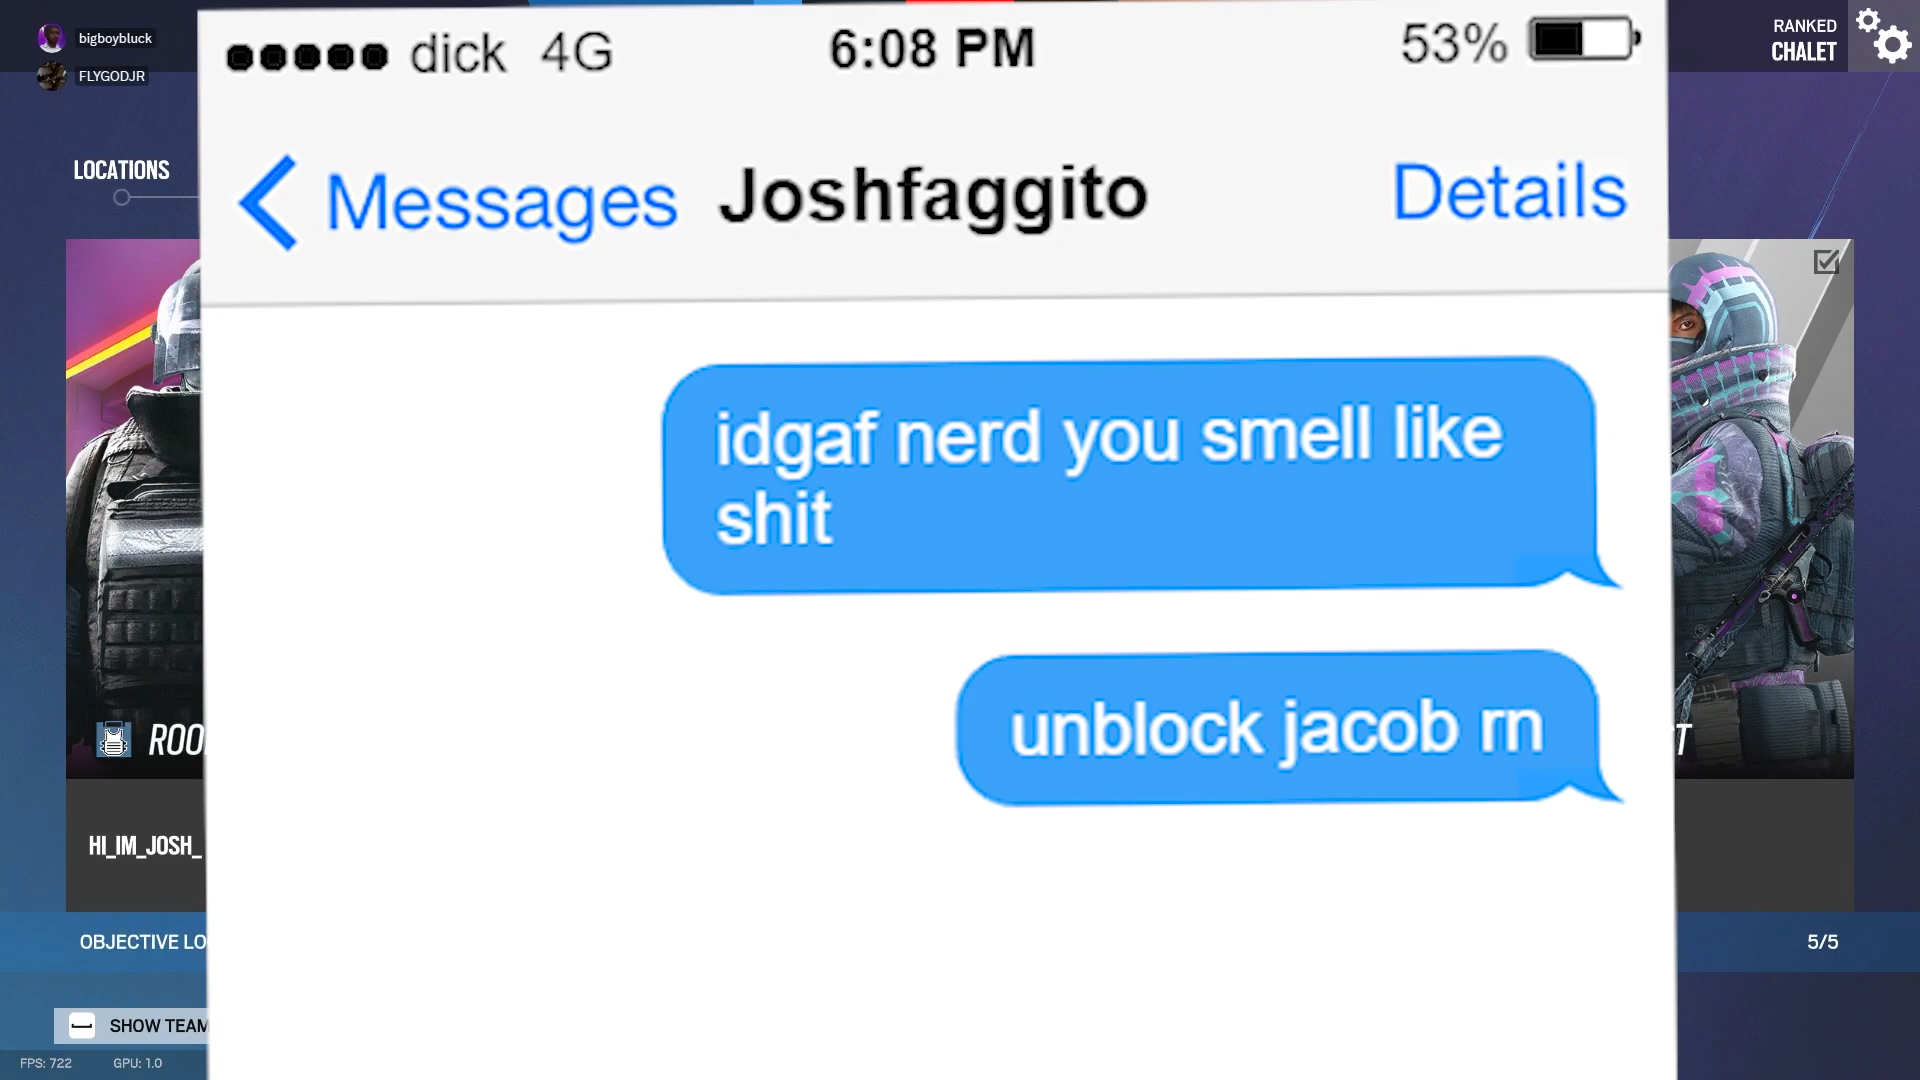 bigboybluck
FLYGODJR
RANKED
CHALET
LOCATIONS
dick 4G 6:08 PM 53%
Messages Joshfaggito Details
idgaf nerd you smell like
shit
unblock jacob rn
ROO
T
HI_IM_JOSH_
OBJECTIVE LO
5/5
SHOW TEAM
FPS: 722 GPU: 1.0